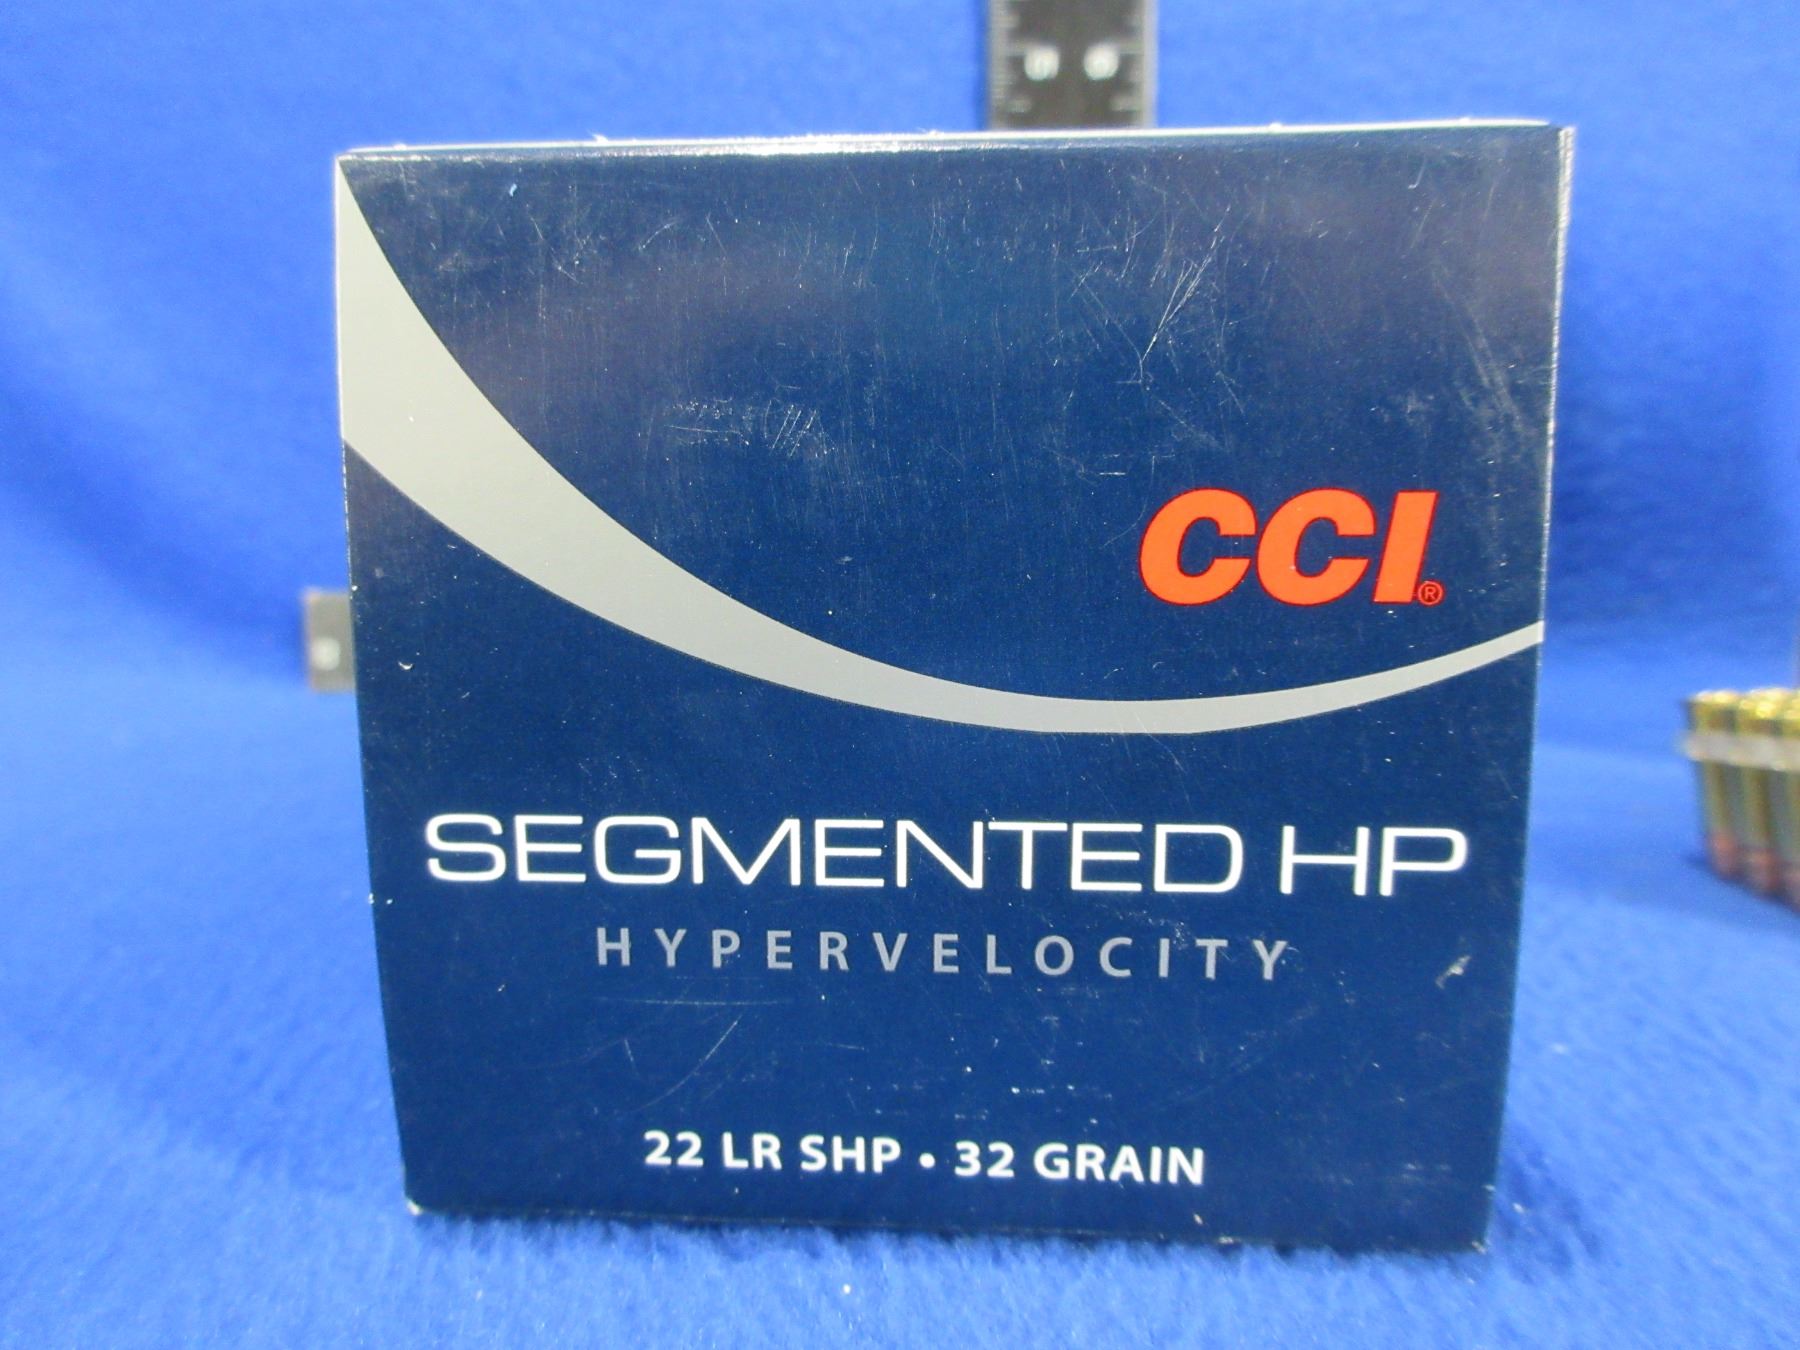 CCI®
SEGMENTED HP
HYPERVELOCITY
22 LR SHP • 32 GRAIN